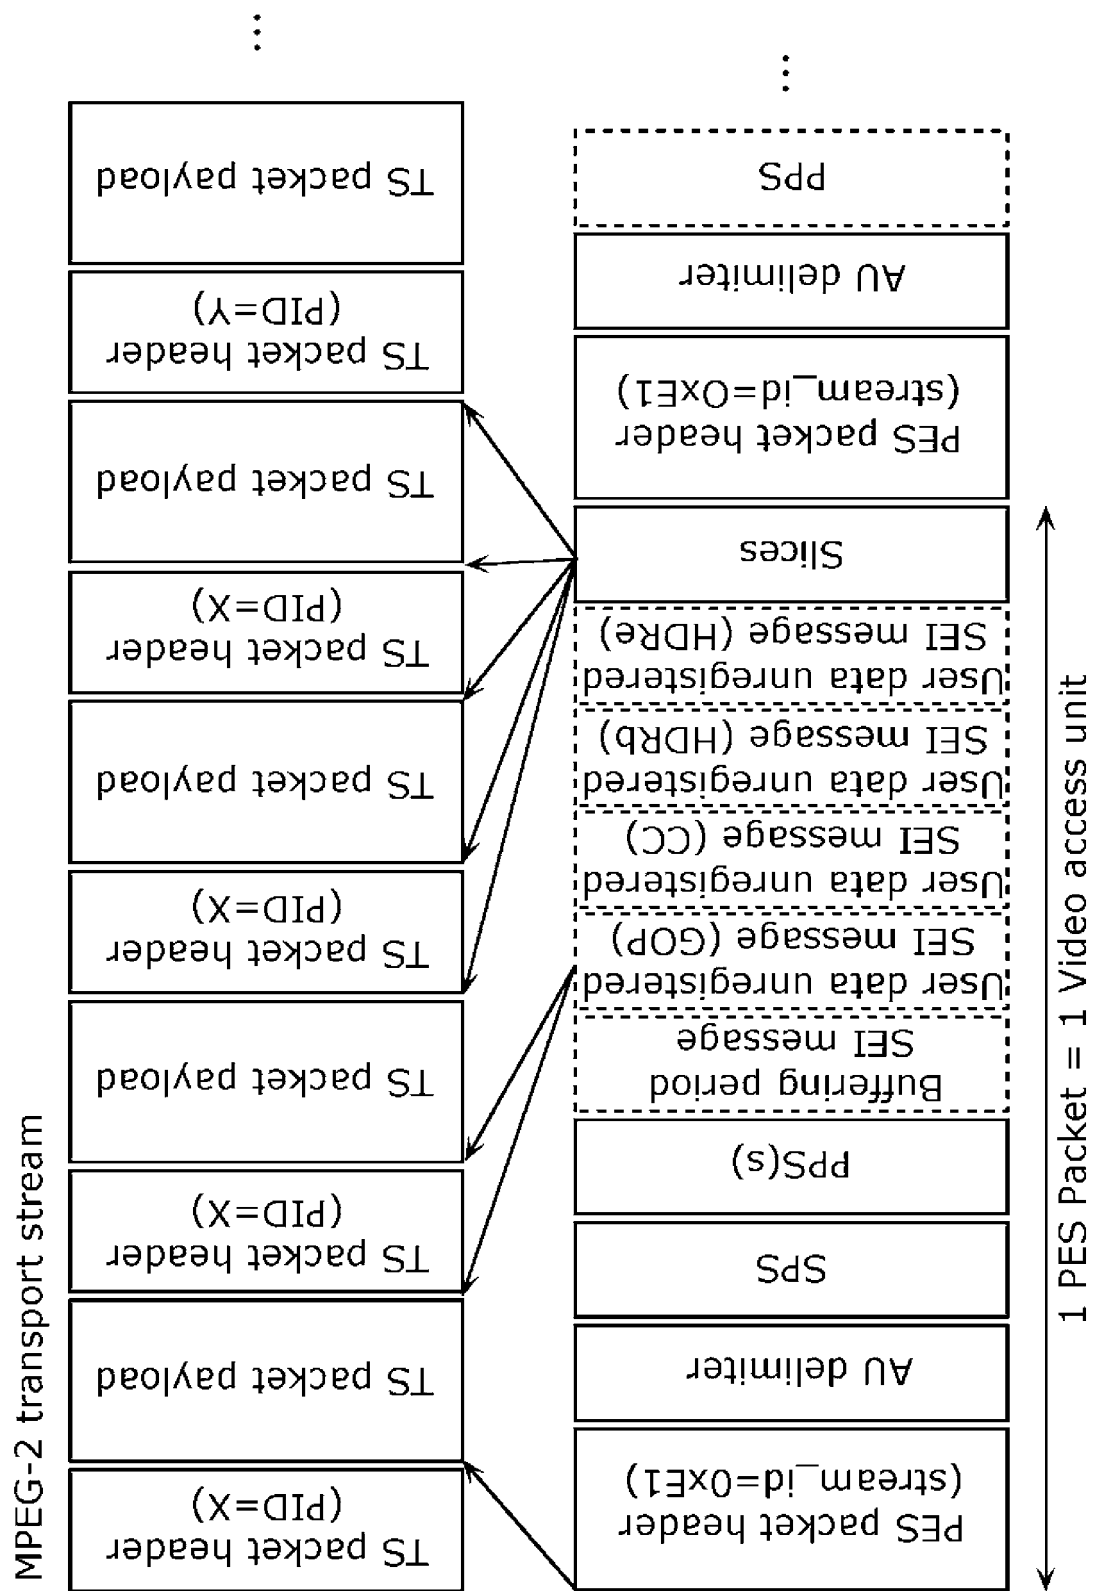 MPEG-2 transport stream
TS packet header
(PID=X)
TS packet payload
TS packet header
(PID=X)
TS packet payload
TS packet header
(PID=X)
TS packet payload
TS packet header
(PID=X)
TS packet payload
TS packet header
(PID=Y)
TS packet payload
...
PES packet header
(stream_id=0xE1)
AU delimiter
SPS
PPS(s)
Buffering period
SEI message
User data unregistered
SEI message (GOP)
User data unregistered
SEI message (CC)
User data unregistered
SEI message (HDRb)
User data unregistered
SEI message (HDRe)
Slices
PES packet header
(stream_id=0xE1)
AU delimiter
PPS
...
1 PES Packet = 1 Video access unit